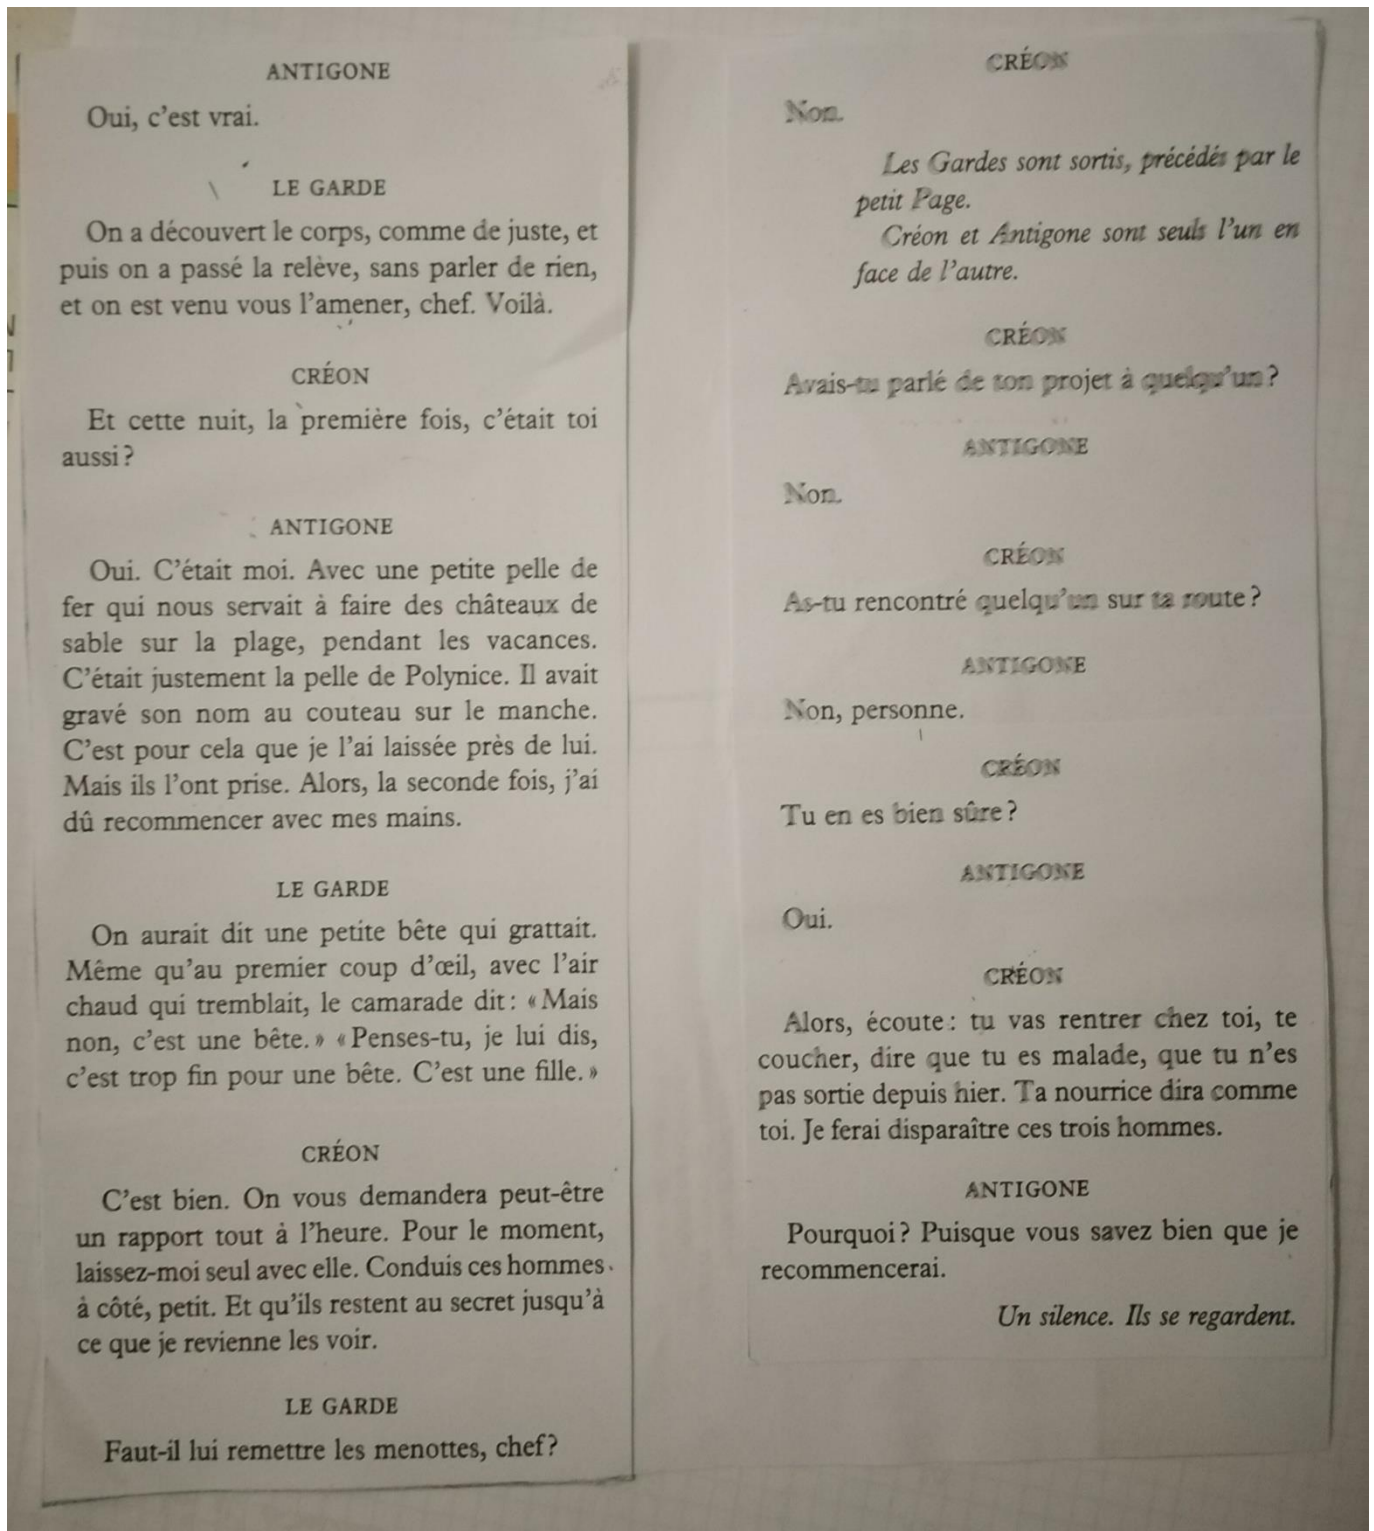 ANTIGONE
Oui, c'est vrai.
LE GARDE
On a découvert le corps, comme de juste, et
puis on a passé la relève, sans parler de rien,
et on est venu vous l'amener, chef. Voilà.
CRÉON
Et cette nuit, la première fois, c'était toi
aussi ?
ANTIGONE
Oui. C'était moi. Avec une petite pelle de
fer qui nous servait à faire des châteaux de
sable sur la plage, pendant les vacances.
C'était justement la pelle de Polynice. Il avait
gravé son nom au couteau sur le manche.
C'est pour cela que je l'ai laissée près de lui.
Mais ils l'ont prise. Alors, la seconde fois, j'ai
dû recommencer avec mes mains.
LE GARDE
On aurait dit une petite bête qui grattait.
Même qu'au premier coup d'œil, avec l'air
chaud qui tremblait, le camarade dit : « Mais
non, c'est une bête. » « Penses-tu, je lui dis,
c'est trop fin pour une bête. C'est une fille. »
CRÉON
C'est bien. On vous demandera peut-être
un rapport tout à l'heure. Pour le moment,
laissez-moi seul avec elle. Conduis ces hommes
à côté, petit. Et qu'ils restent au secret jusqu'à
ce que je revienne les voir.
LE GARDE
Faut-il lui remettre les menottes, chef ?
CRÉON
Non.
Les Gardes sont sortis, précédés par le
petit Page.
Créon et Antigone sont seuls l'un en
face de l'autre.
CRÉON
Avais-tu parlé de ton projet à quelqu'un ?
ANTIGONE
Non.
CRÉON
As-tu rencontré quelqu'un sur ta route ?
ANTIGONE
Non, personne.
CRÉON
Tu en es bien sûre ?
ANTIGONE
Oui.
CRÉON
Alors, écoute : tu vas rentrer chez toi, te
coucher, dire que tu es malade, que tu n'es
pas sortie depuis hier. Ta nourrice dira comme
toi. Je ferai disparaître ces trois hommes.
ANTIGONE
Pourquoi ? Puisque vous savez bien que je
recommencerai.
Un silence. Ils se regardent.